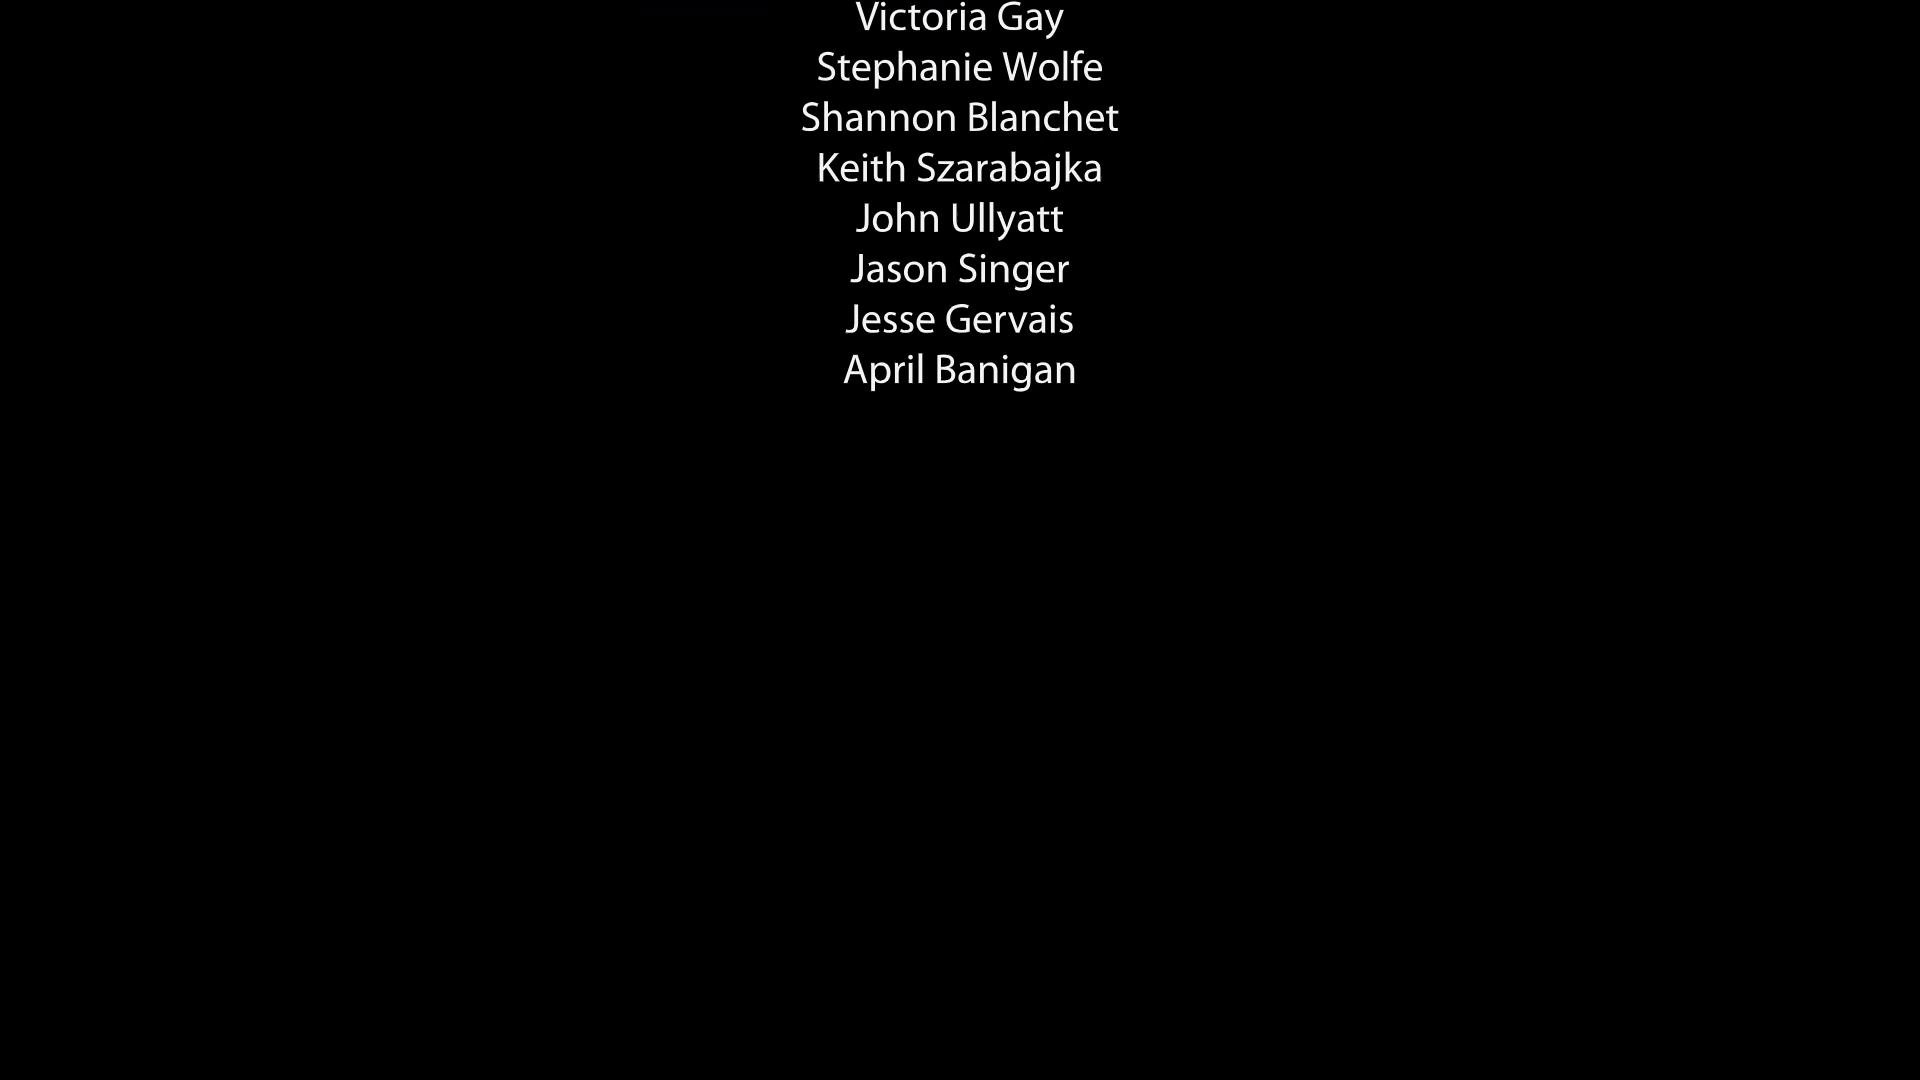 Victoria Gay
Stephanie Wolfe
Shannon Blanchet
Keith Szarabajka
John Ullyatt
Jason Singer
Jesse Gervais
April Banigan